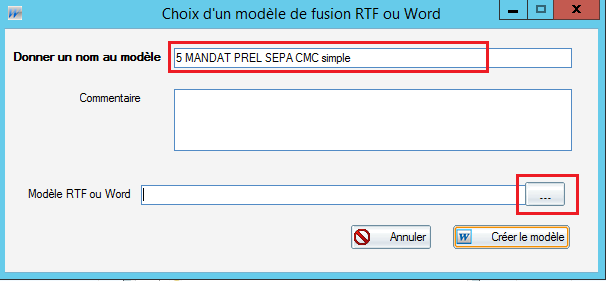 Choix d'un modèle de fusion RTF ou Word
Donner un nom au modèle 5 MANDAT PREL SEPA CMC simple
Commentaire
Modèle RTF ou Word ...
Annuler Créer le modèle